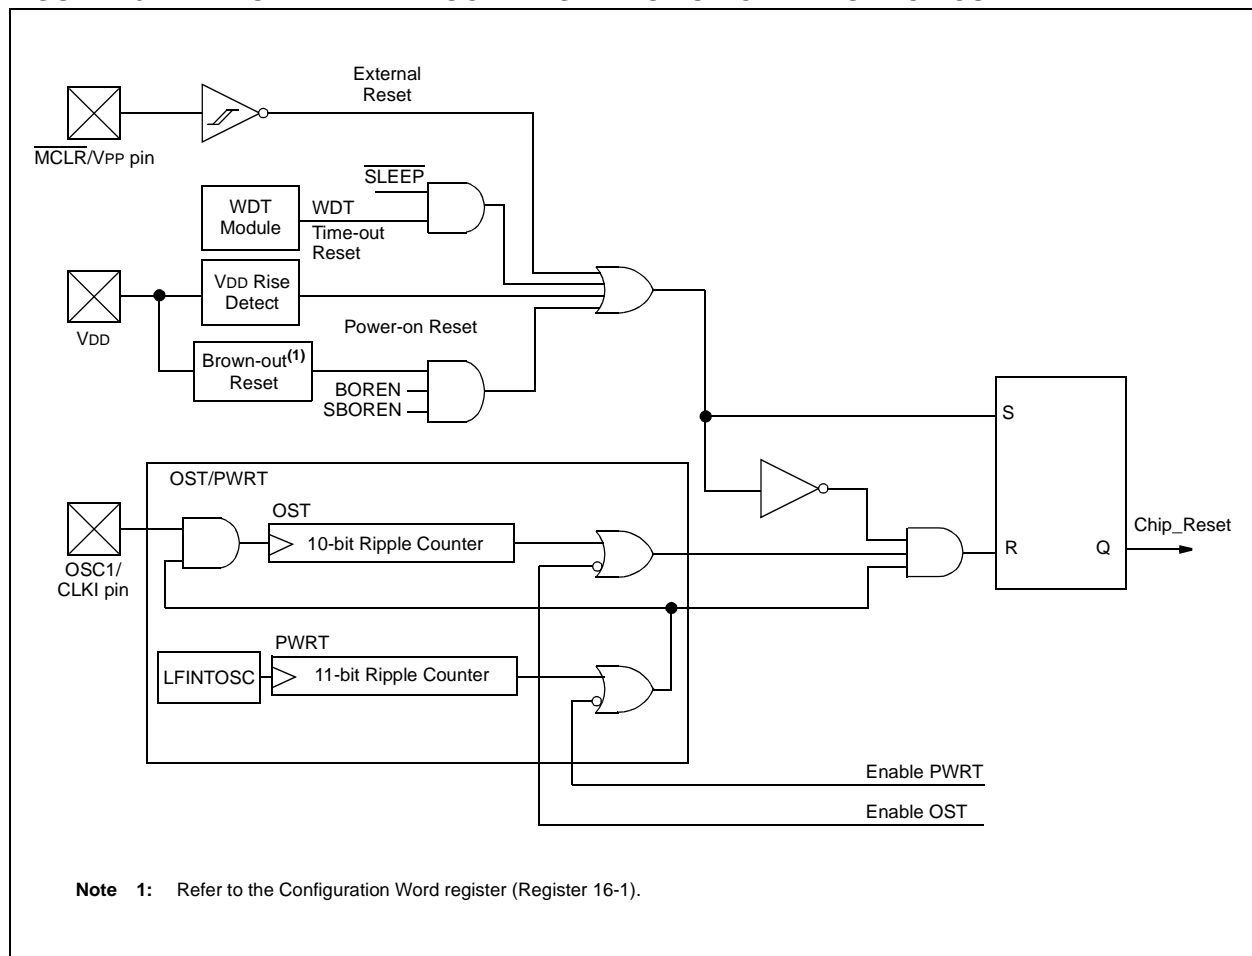 External
Reset
MCLR/VPP pin
SLEEP
WDT
Module
WDT
Time-out
Reset
VDD Rise
Detect
VDD
Power-on Reset
Brown-out(1)
Reset
BOREN
SBOREN
S
OST/PWRT
OST
10-bit Ripple Counter
OSC1/
CLKI pin
R
Q
Chip_Reset
PWRT
LFINTOSC
11-bit Ripple Counter
Enable PWRT
Enable OST
Note 1: Refer to the Configuration Word register (Register 16-1).